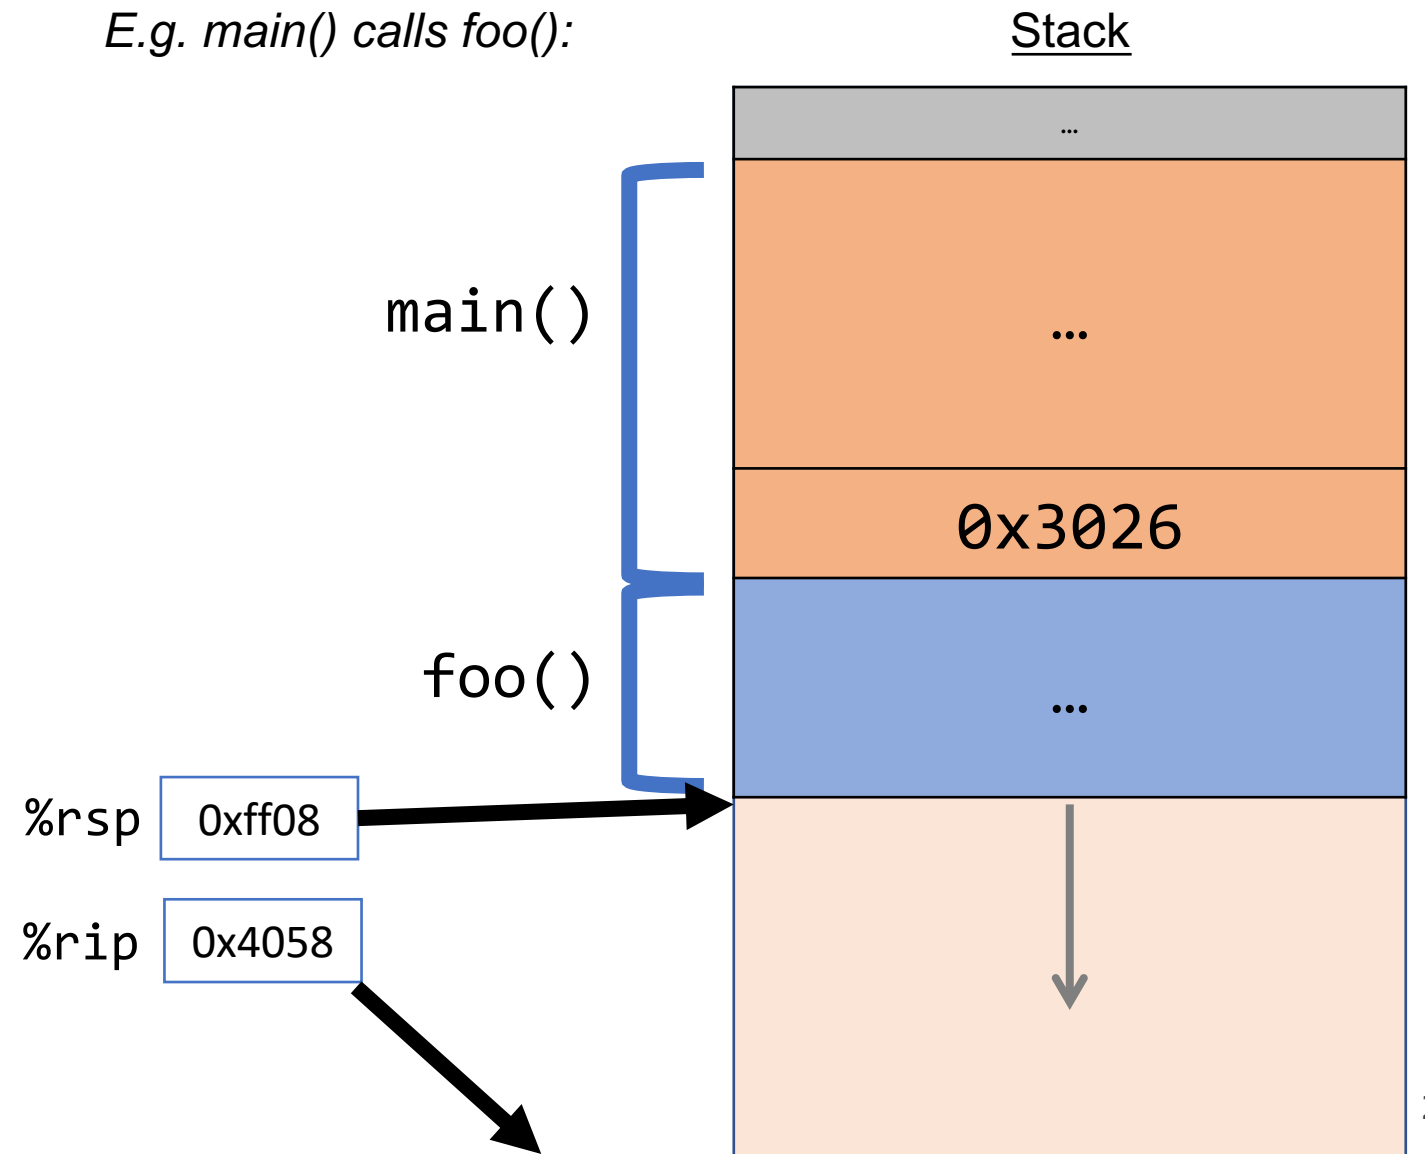 E.g. main() calls foo():
Stack
…
main()
…
0x3026
foo()
…
%rsp
0xff08
%rip
0x4058